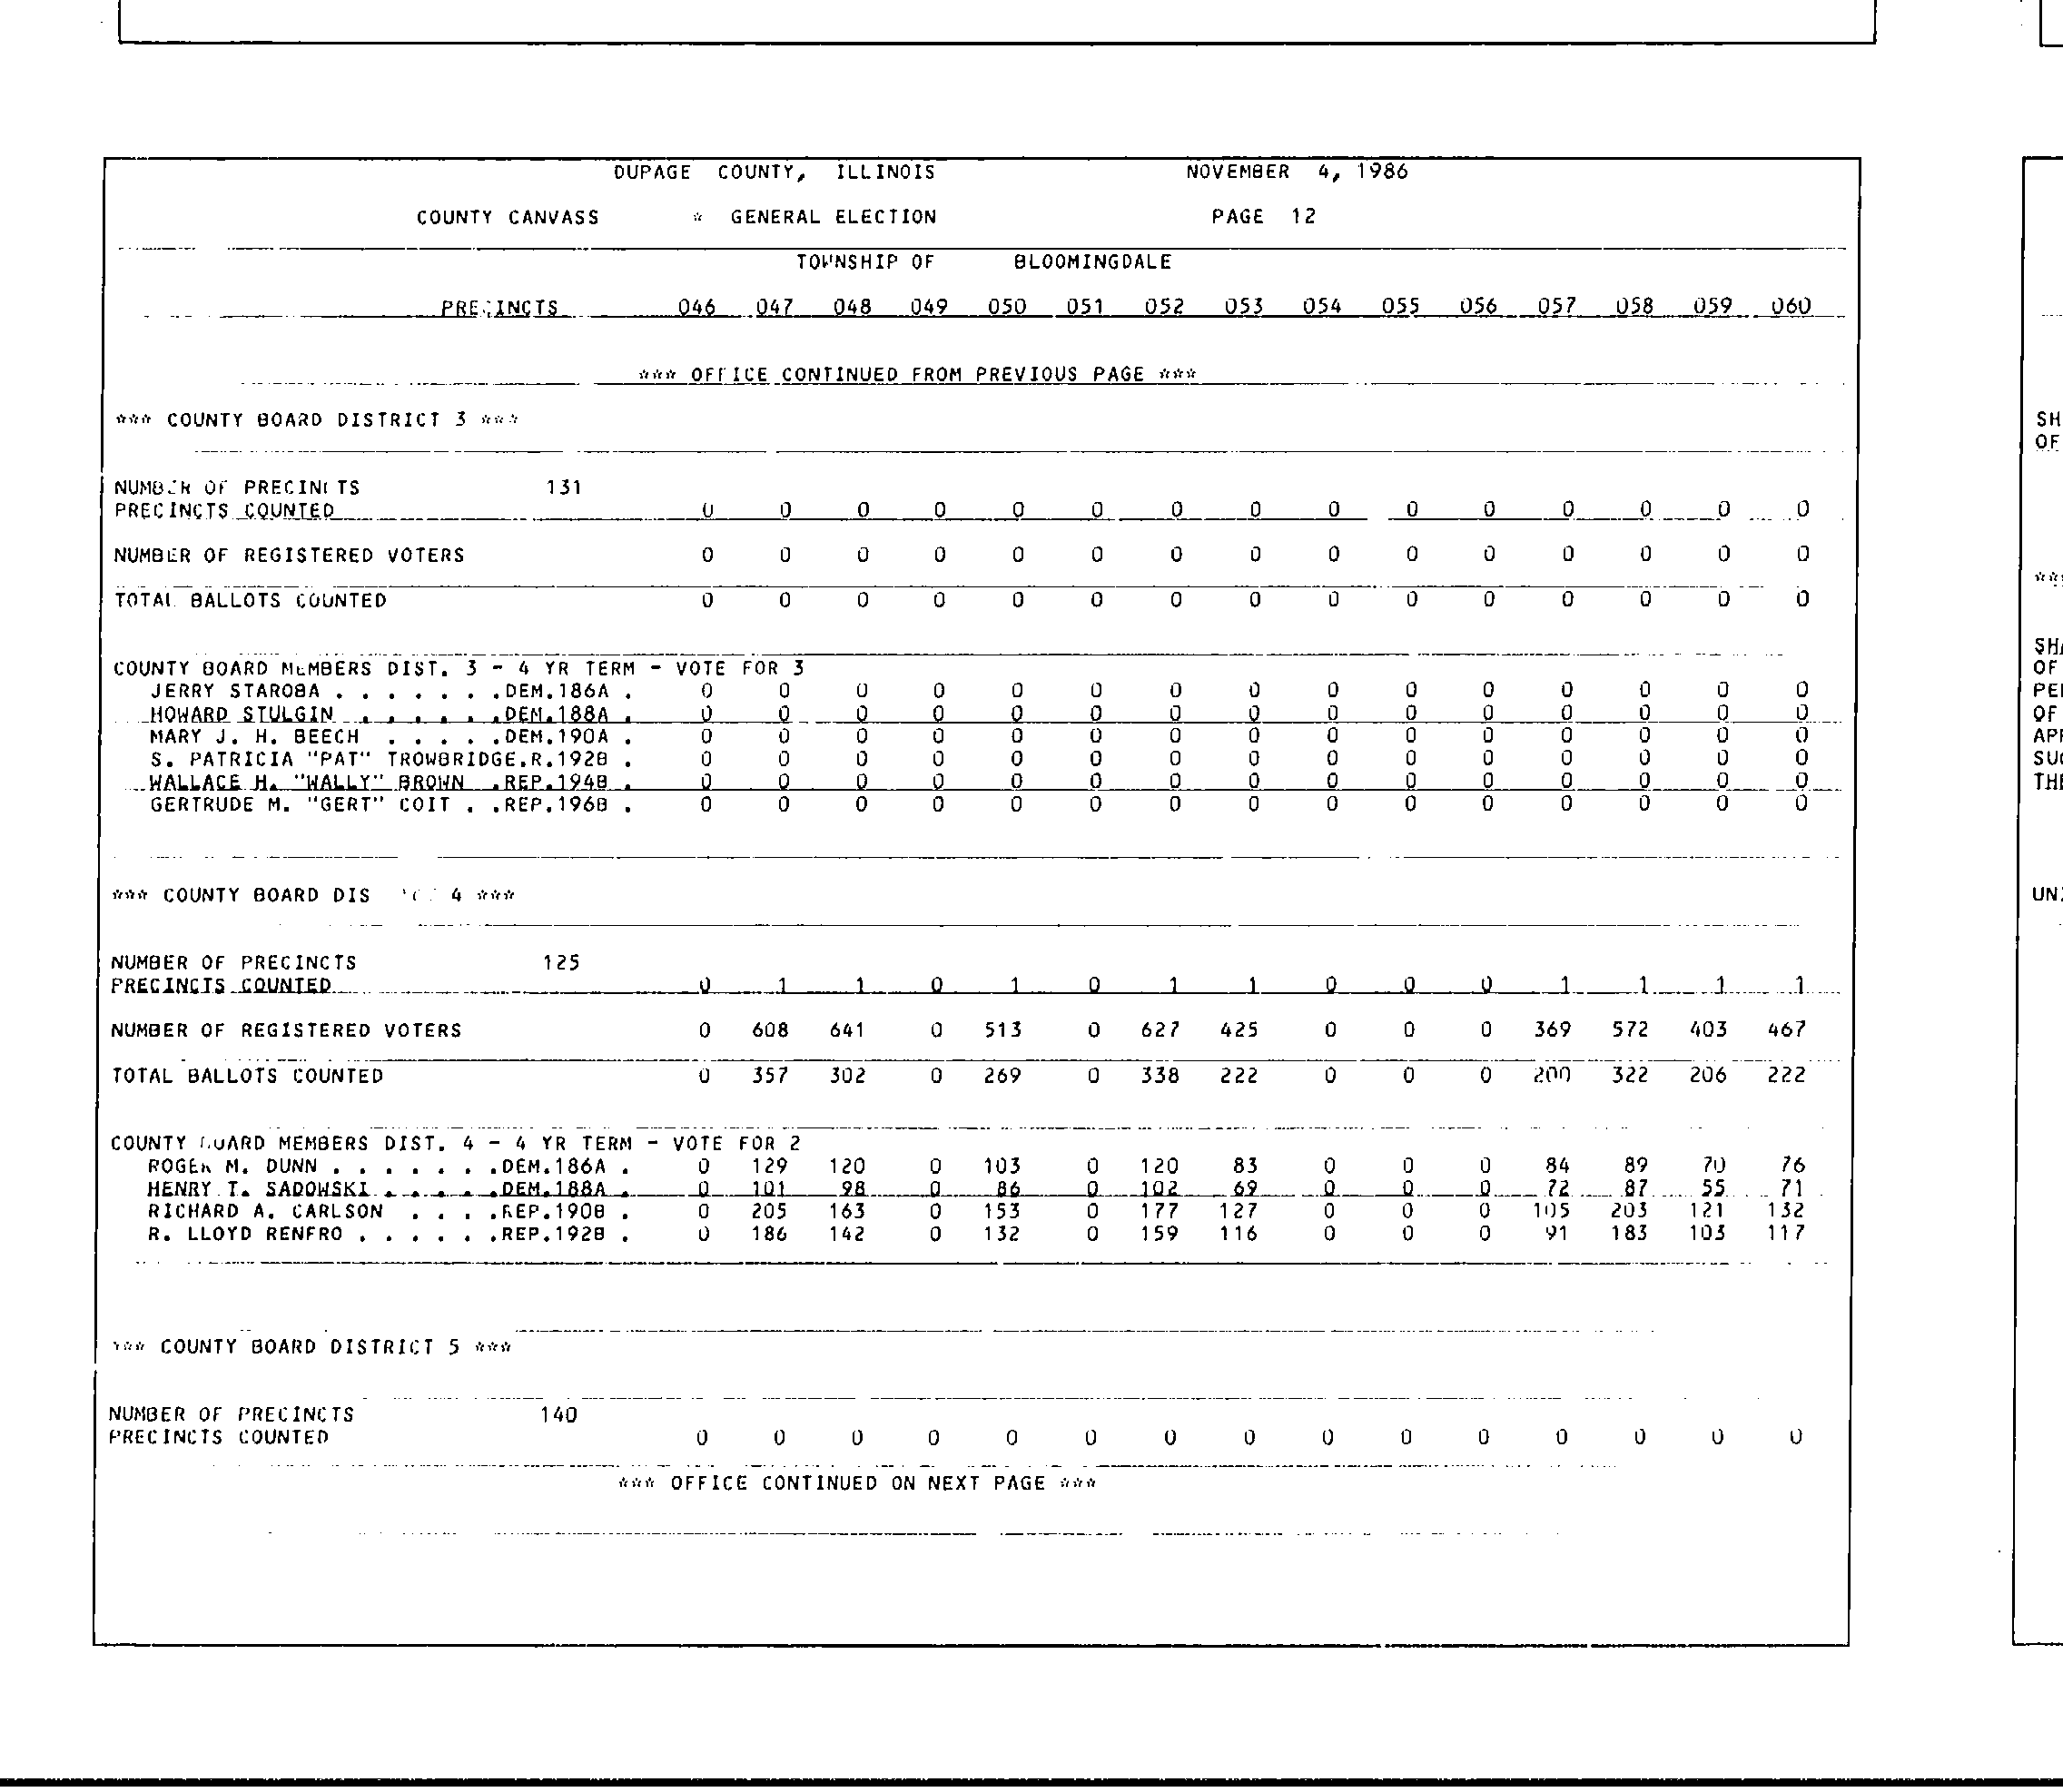 DUPAGE COUNTY, ILLINOIS NOVEMBER 4, 1986
COUNTY CANVASS * GENERAL ELECTION PAGE 12
TOWNSHIP OF BLOOMINGDALE
PRECINCTS 046 047 048 049 050 051 052 053 054 055 056 057 058 059 060
*** OFFICE CONTINUED FROM PREVIOUS PAGE ***
*** COUNTY BOARD DISTRICT 3 ***
NUMBER OF PRECINCTS 131
PRECINCTS COUNTED 0 0 0 0 0 0 0 0 0 0 0 0 0 0 0
NUMBER OF REGISTERED VOTERS 0 0 0 0 0 0 0 0 0 0 0 0 0 0 0
TOTAL BALLOTS COUNTED 0 0 0 0 0 0 0 0 0 0 0 0 0 0 0
COUNTY BOARD MEMBERS DIST. 3 - 4 YR TERM - VOTE FOR 3
JERRY STAROBA . . . . . . .DEM.186A . 0 0 0 0 0 0 0 0 0 0 0 0 0 0 0
HOWARD STULGIN . . . . . .DEM.188A . 0 0 0 0 0 0 0 0 0 0 0 0 0 0 0
MARY J. H. BEECH . . . . .DEM.190A . 0 0 0 0 0 0 0 0 0 0 0 0 0 0 0
S. PATRICIA "PAT" TROWBRIDGE.R.192B . 0 0 0 0 0 0 0 0 0 0 0 0 0 0 0
WALLACE H. "WALLY" BROWN .REP.194B . 0 0 0 0 0 0 0 0 0 0 0 0 0 0 0
GERTRUDE M. "GERT" COIT . .REP.196B . 0 0 0 0 0 0 0 0 0 0 0 0 0 0 0
*** COUNTY BOARD DIS 4 ***
NUMBER OF PRECINCTS 125
PRECINCTS COUNTED 0 1 1 0 1 0 1 1 0 0 0 1 1 1 1
NUMBER OF REGISTERED VOTERS 0 608 641 0 513 0 627 425 0 0 0 369 572 403 467
TOTAL BALLOTS COUNTED 0 357 302 0 269 0 338 222 0 0 0 200 322 206 222
COUNTY BOARD MEMBERS DIST. 4 - 4 YR TERM - VOTE FOR 2
ROGER M. DUNN . . . . . . .DEM.186A . 0 129 120 0 103 0 120 83 0 0 0 84 89 70 76
HENRY T. SADOWSKI . . . . .DEM.188A . 0 101 98 0 86 0 102 69 0 0 0 72 87 55 71
RICHARD A. CARLSON . . . .REP.190B . 0 205 163 0 153 0 177 127 0 0 0 105 203 121 132
R. LLOYD RENFRO . . . . . .REP.192B . 0 186 142 0 132 0 159 116 0 0 0 91 183 103 117
*** COUNTY BOARD DISTRICT 5 ***
NUMBER OF PRECINCTS 140
PRECINCTS COUNTED 0 0 0 0 0 0 0 0 0 0 0 0 0 0 0
*** OFFICE CONTINUED ON NEXT PAGE ***
SH
OF
OF
PE
OF
THE